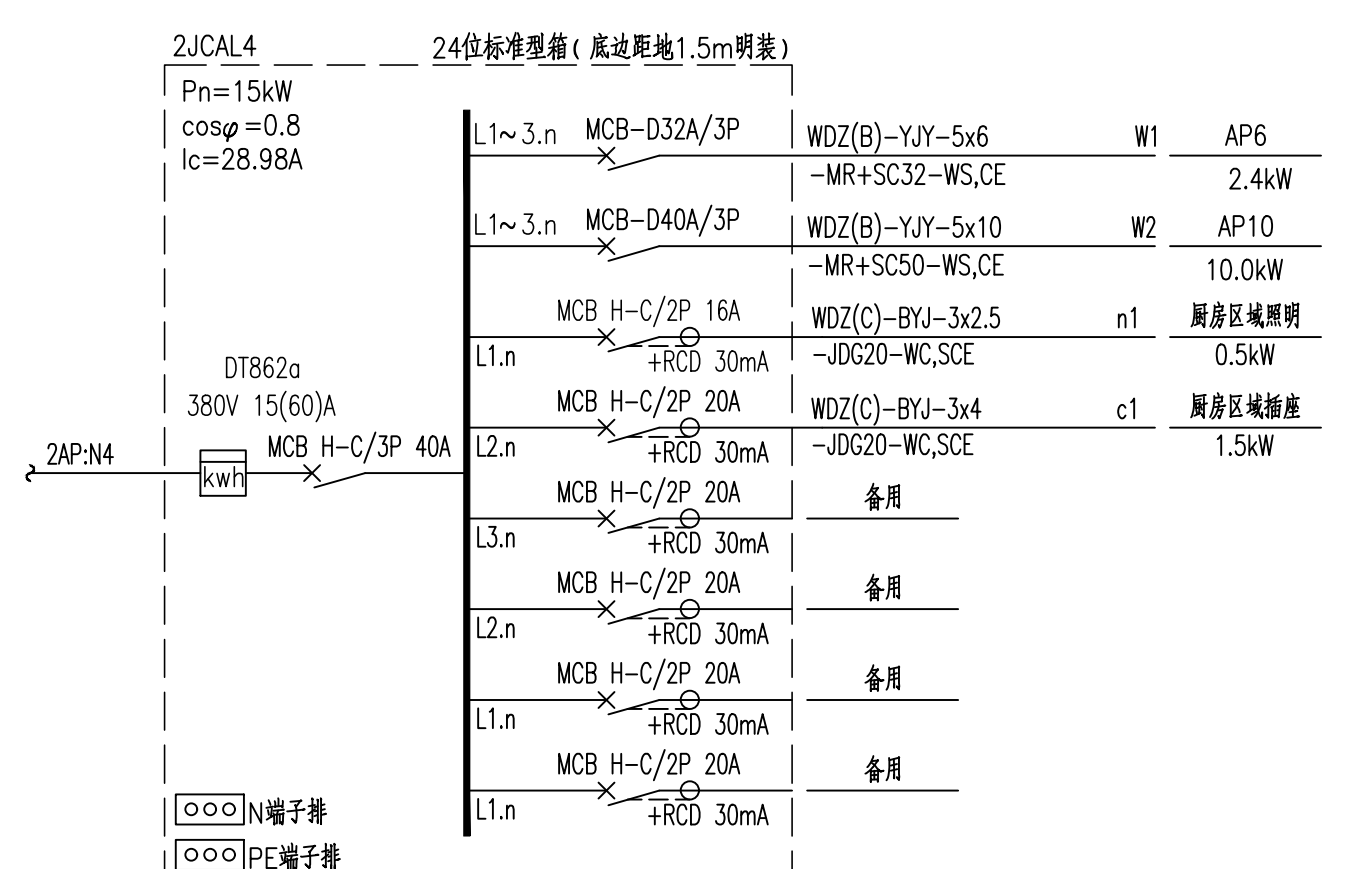 2JCAL4
24位标准型箱(底边距地1.5m明装)
Pn=15kW
cosφ=0.8
Ic=28.98A
L1~3.n MCB-D32A/3P WDZ(B)-YJY-5x6 W1 AP6
-MR+SC32-WS,CE 2.4kW
L1~3.n MCB-D40A/3P WDZ(B)-YJY-5x10 W2 AP10
-MR+SC50-WS,CE 10.0kW
MCB H-C/2P 16A WDZ(C)-BYJ-3x2.5 n1 厨房区域照明
L1.n +RCD 30mA -JDG20-WC,SCE 0.5kW
DT862a
380V 15(60)A
MCB H-C/2P 20A WDZ(C)-BYJ-3x4 c1 厨房区域插座
2AP:N4 kwh MCB H-C/3P 40A
L2.n +RCD 30mA -JDG20-WC,SCE 1.5kW
MCB H-C/2P 20A 备用
L3.n +RCD 30mA
MCB H-C/2P 20A 备用
L2.n +RCD 30mA
MCB H-C/2P 20A 备用
L1.n +RCD 30mA
MCB H-C/2P 20A 备用
L1.n +RCD 30mA
N端子排
PE端子排